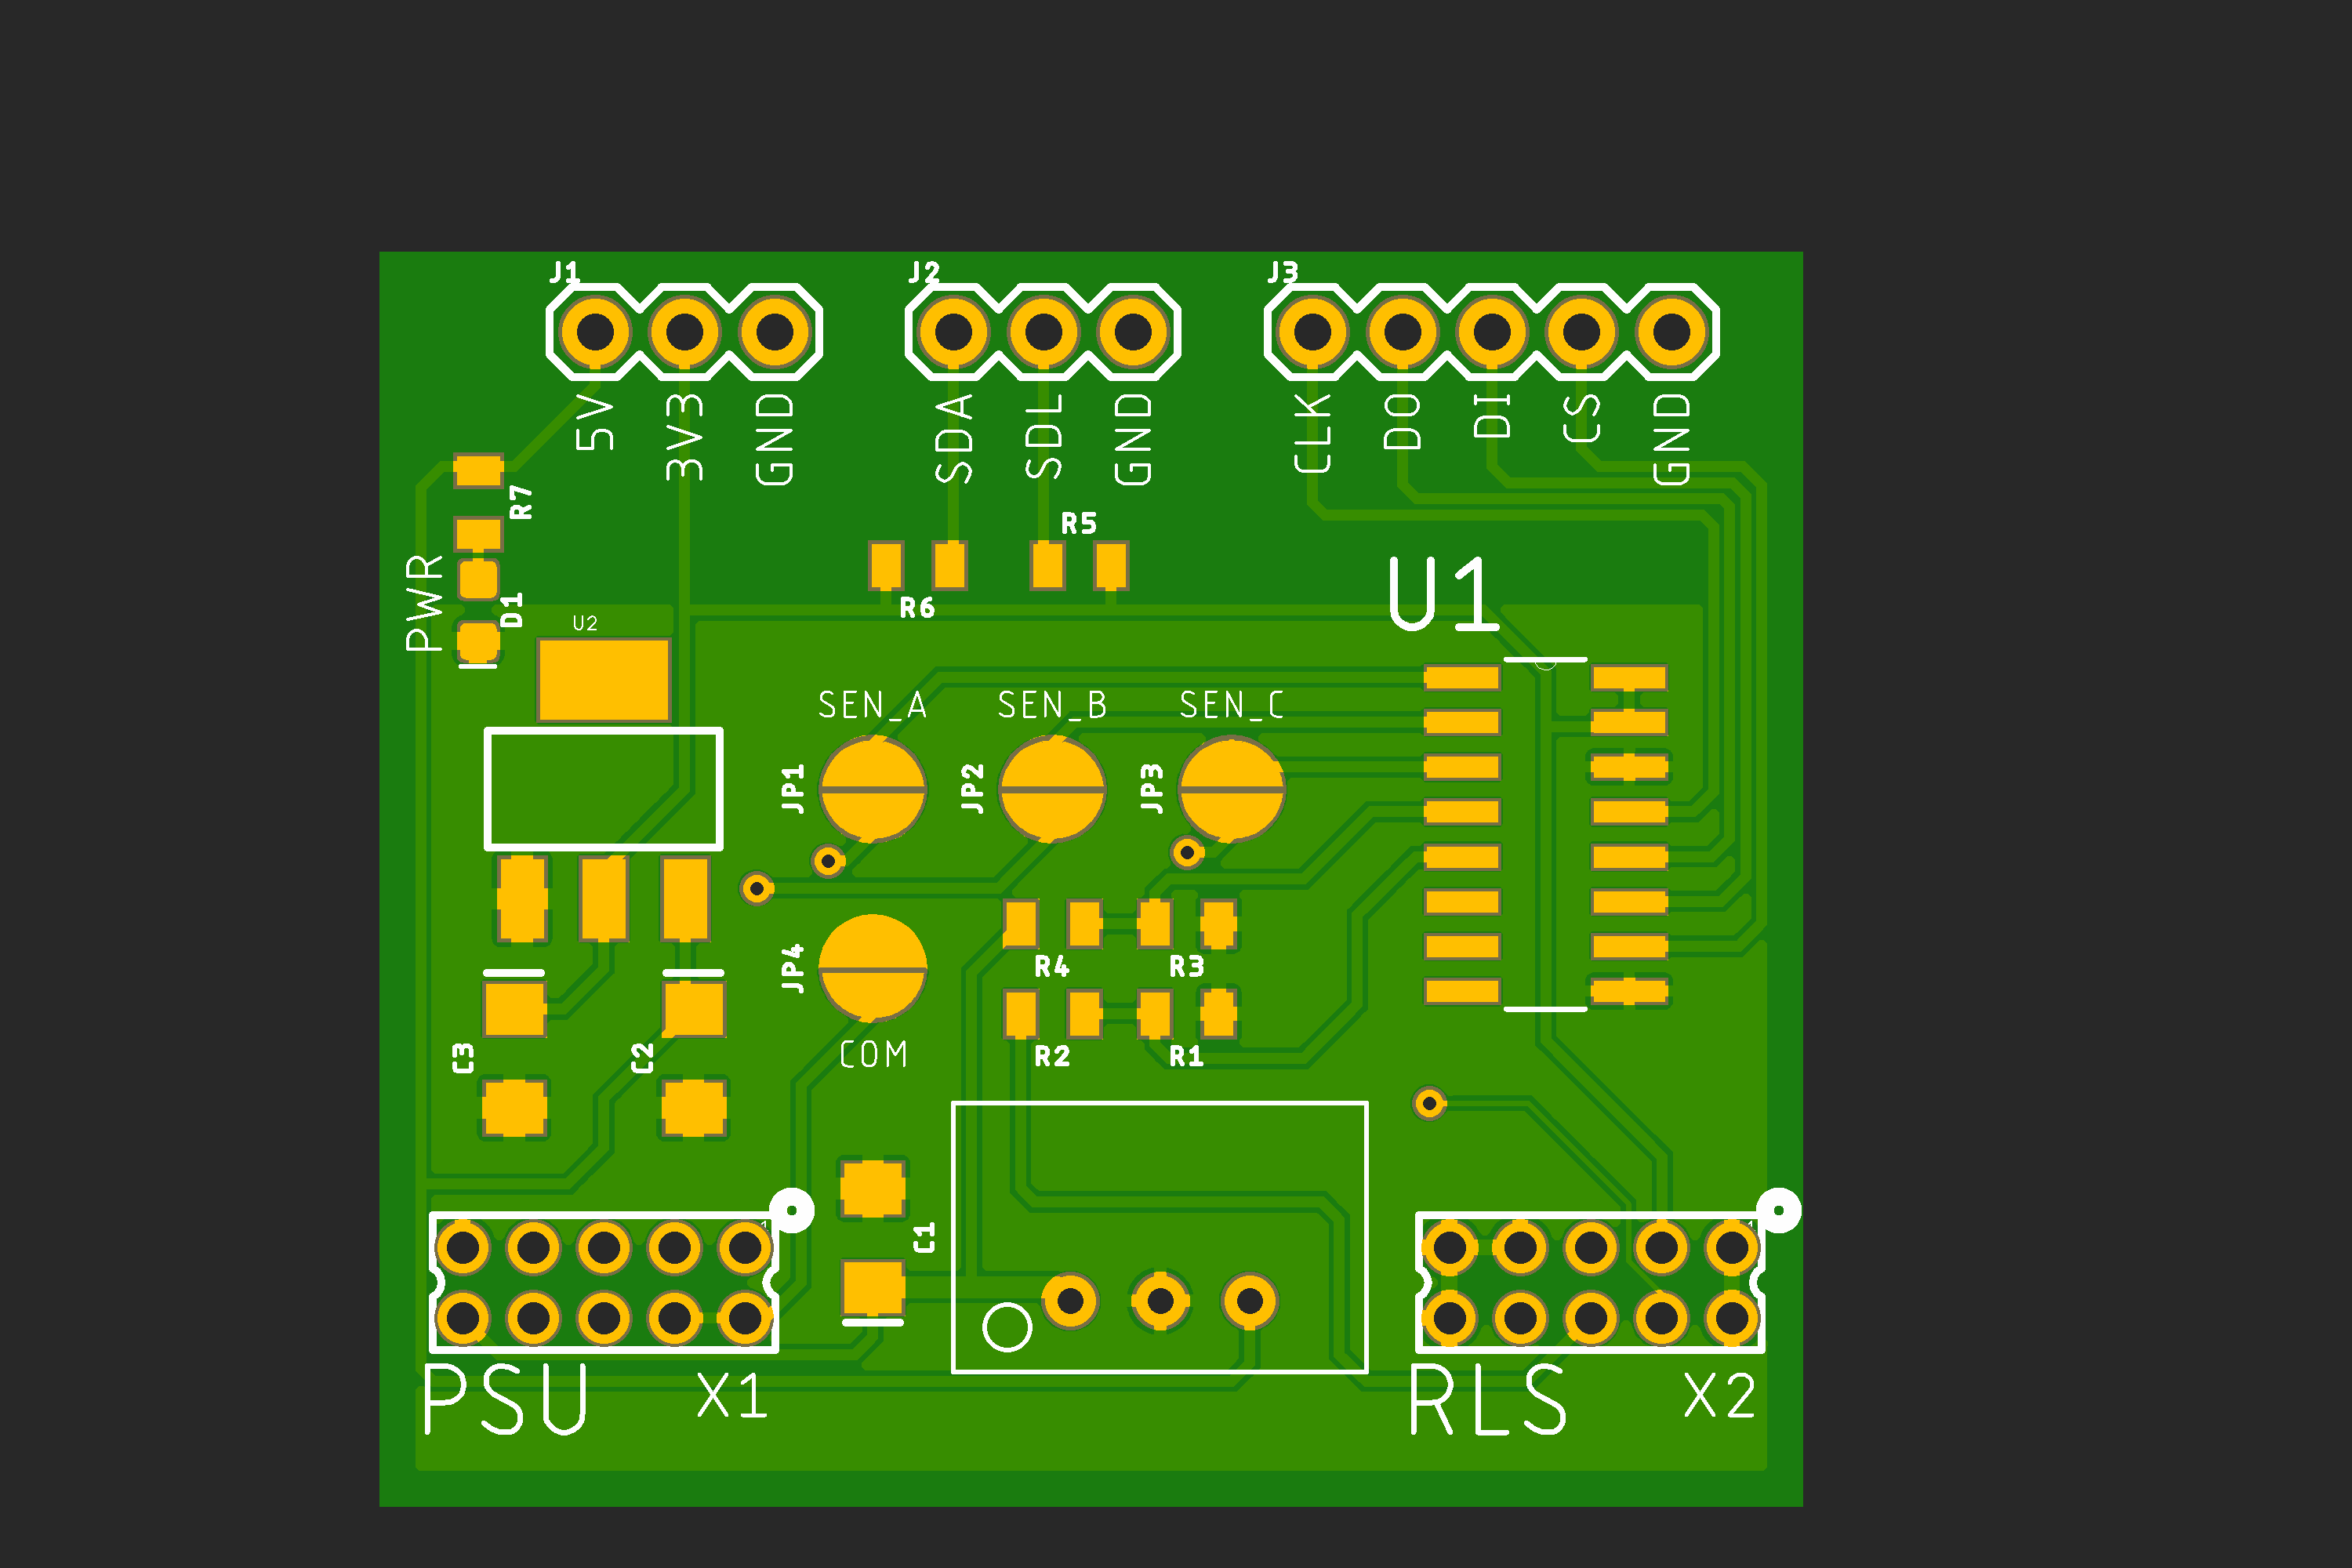 J1 J2 J3
5V 3V3 GND SDA SDL GND CLK DO DI CS GND
R7
R5
PWR
D1
R6
U1
U2
SEN_A SEN_B SEN_C
JP1 JP2 JP3
JP4
R4 R3
C3 C2
COM
R2 R1
C1
1 1
PSU X1
RLS X2